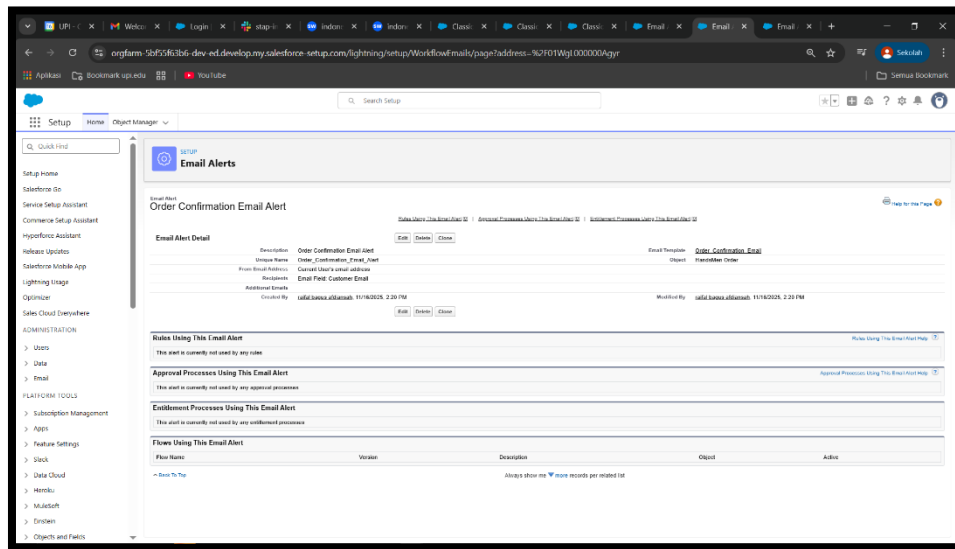 UPI - C
Welco
Login
stap-in
indon
indon
Classic
Classic
Classic
Email
Email
Email
orgfarm-5bf55f63b6-dev-ed.develop.my.salesforce-setup.com/lightning/setup/WorkflowEmails/page?address=%2F01WgL000000Agyr
Sekolah
Aplikasi Bookmark upi.edu YouTube Semua Bookmark
Search Setup
Setup Home Object Manager
Quick Find
Setup Home
Salesforce Go
Service Setup Assistant
Commerce Setup Assistant
Hyperforce Assistant
Release Updates
Salesforce Mobile App
Lightning Usage
Optimizer
Sales Cloud Everywhere
ADMINISTRATION
> Users
> Data
> Email
PLATFORM TOOLS
> Subscription Management
> Apps
> Feature Settings
> Slack
> Data Cloud
> Heroku
> MuleSoft
> Einstein
> Objects and Fields
SETUP
Email Alerts
Email Alert
Order Confirmation Email Alert
Help for this Page
Rules Using This Email Alert [0] | Approval Processes Using This Email Alert [0] | Entitlement Processes Using This Email Alert [0]
Email Alert Detail Edit Delete Clone
Description Order Confirmation Email Alert Email Template Order_Confirmation_Email
Unique Name Order_Confirmation_Email_Alert Object HandsMen Order
From Email Address Current User's email address
Recipients Email Field: Customer Email
Additional Emails
Created By 11/16/2025, 2:20 PM Modified By 11/16/2025, 2:20 PM
Edit Delete Clone
Rules Using This Email Alert Rules Using This Email Alert Help
This alert is currently not used by any rules
Approval Processes Using This Email Alert Approval Processes Using This Email Alert Help
This alert is currently not used by any approval processes
Entitlement Processes Using This Email Alert
This alert is currently not used by any entitlement processes
Flows Using This Email Alert
Flow Name Version Description Object Active
^ Back To Top Always show me more records per related list